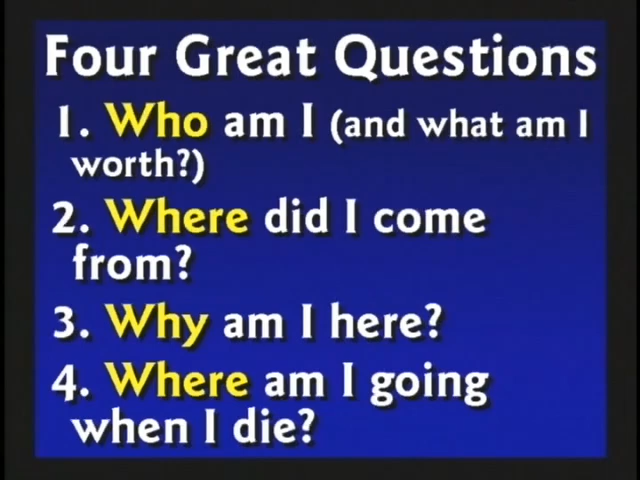 Four Great Questions
1. Who am I (and what am I
worth?)
2. Where did I come
from?
3. Why am I here?
4. Where am I going
when I die?